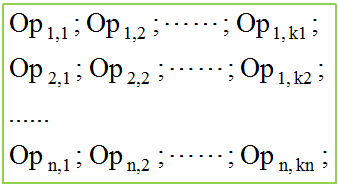 Op 1,1 ; Op 1,2 ; ······ ; Op 1, k1 ;
Op 2,1 ; Op 2,2 ; ······ ; Op 1, k2 ;
......
Op n,1 ; Op n,2 ; ······ ; Op n, kn ;